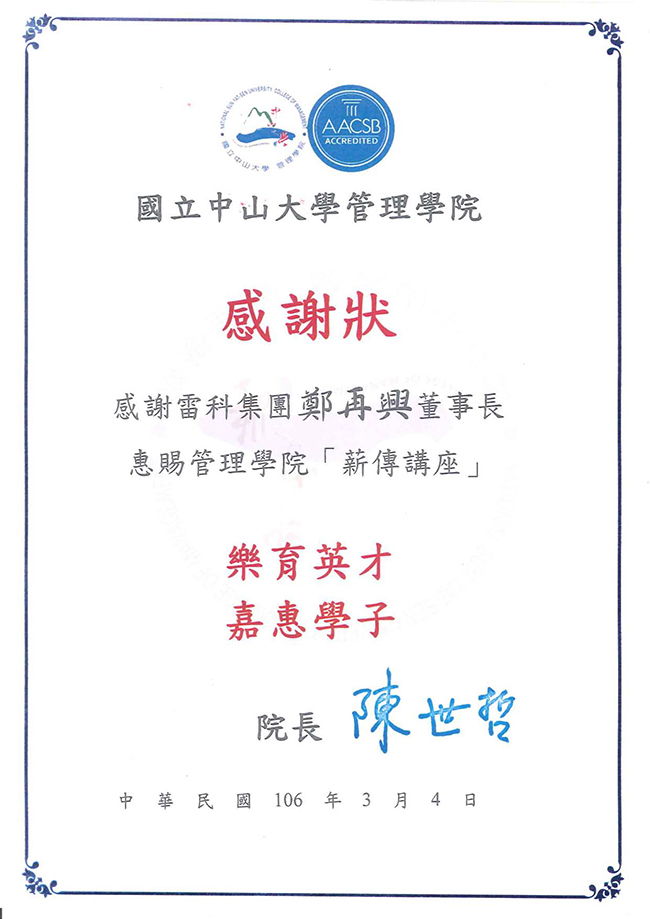 NATIONAL SUN YAT-SEN UNIVERSITY COLLEGE OF MANAGEMENT
國立中山大學 管理學院
AACSB
ACCREDITED
國立中山大學管理學院
感謝狀
感謝雷科集團鄭再興董事長
惠賜管理學院「薪傳講座」
樂育英才
嘉惠學子
院長 陳世哲
中華民國106年3月4日